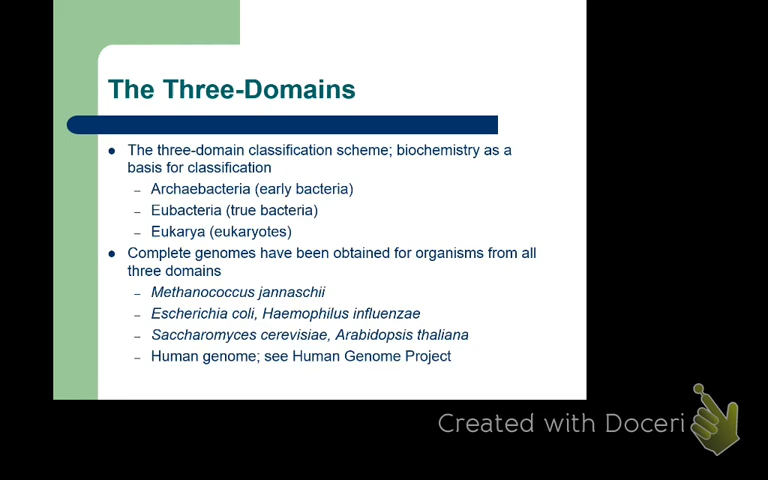 The Three-Domains
● The three-domain classification scheme; biochemistry as a
basis for classification
– Archaebacteria (early bacteria)
– Eubacteria (true bacteria)
– Eukarya (eukaryotes)
● Complete genomes have been obtained for organisms from all
three domains
– Methanococcus jannaschii
– Escherichia coli, Haemophilus influenzae
– Saccharomyces cerevisiae, Arabidopsis thaliana
– Human genome; see Human Genome Project
Created with Doceri